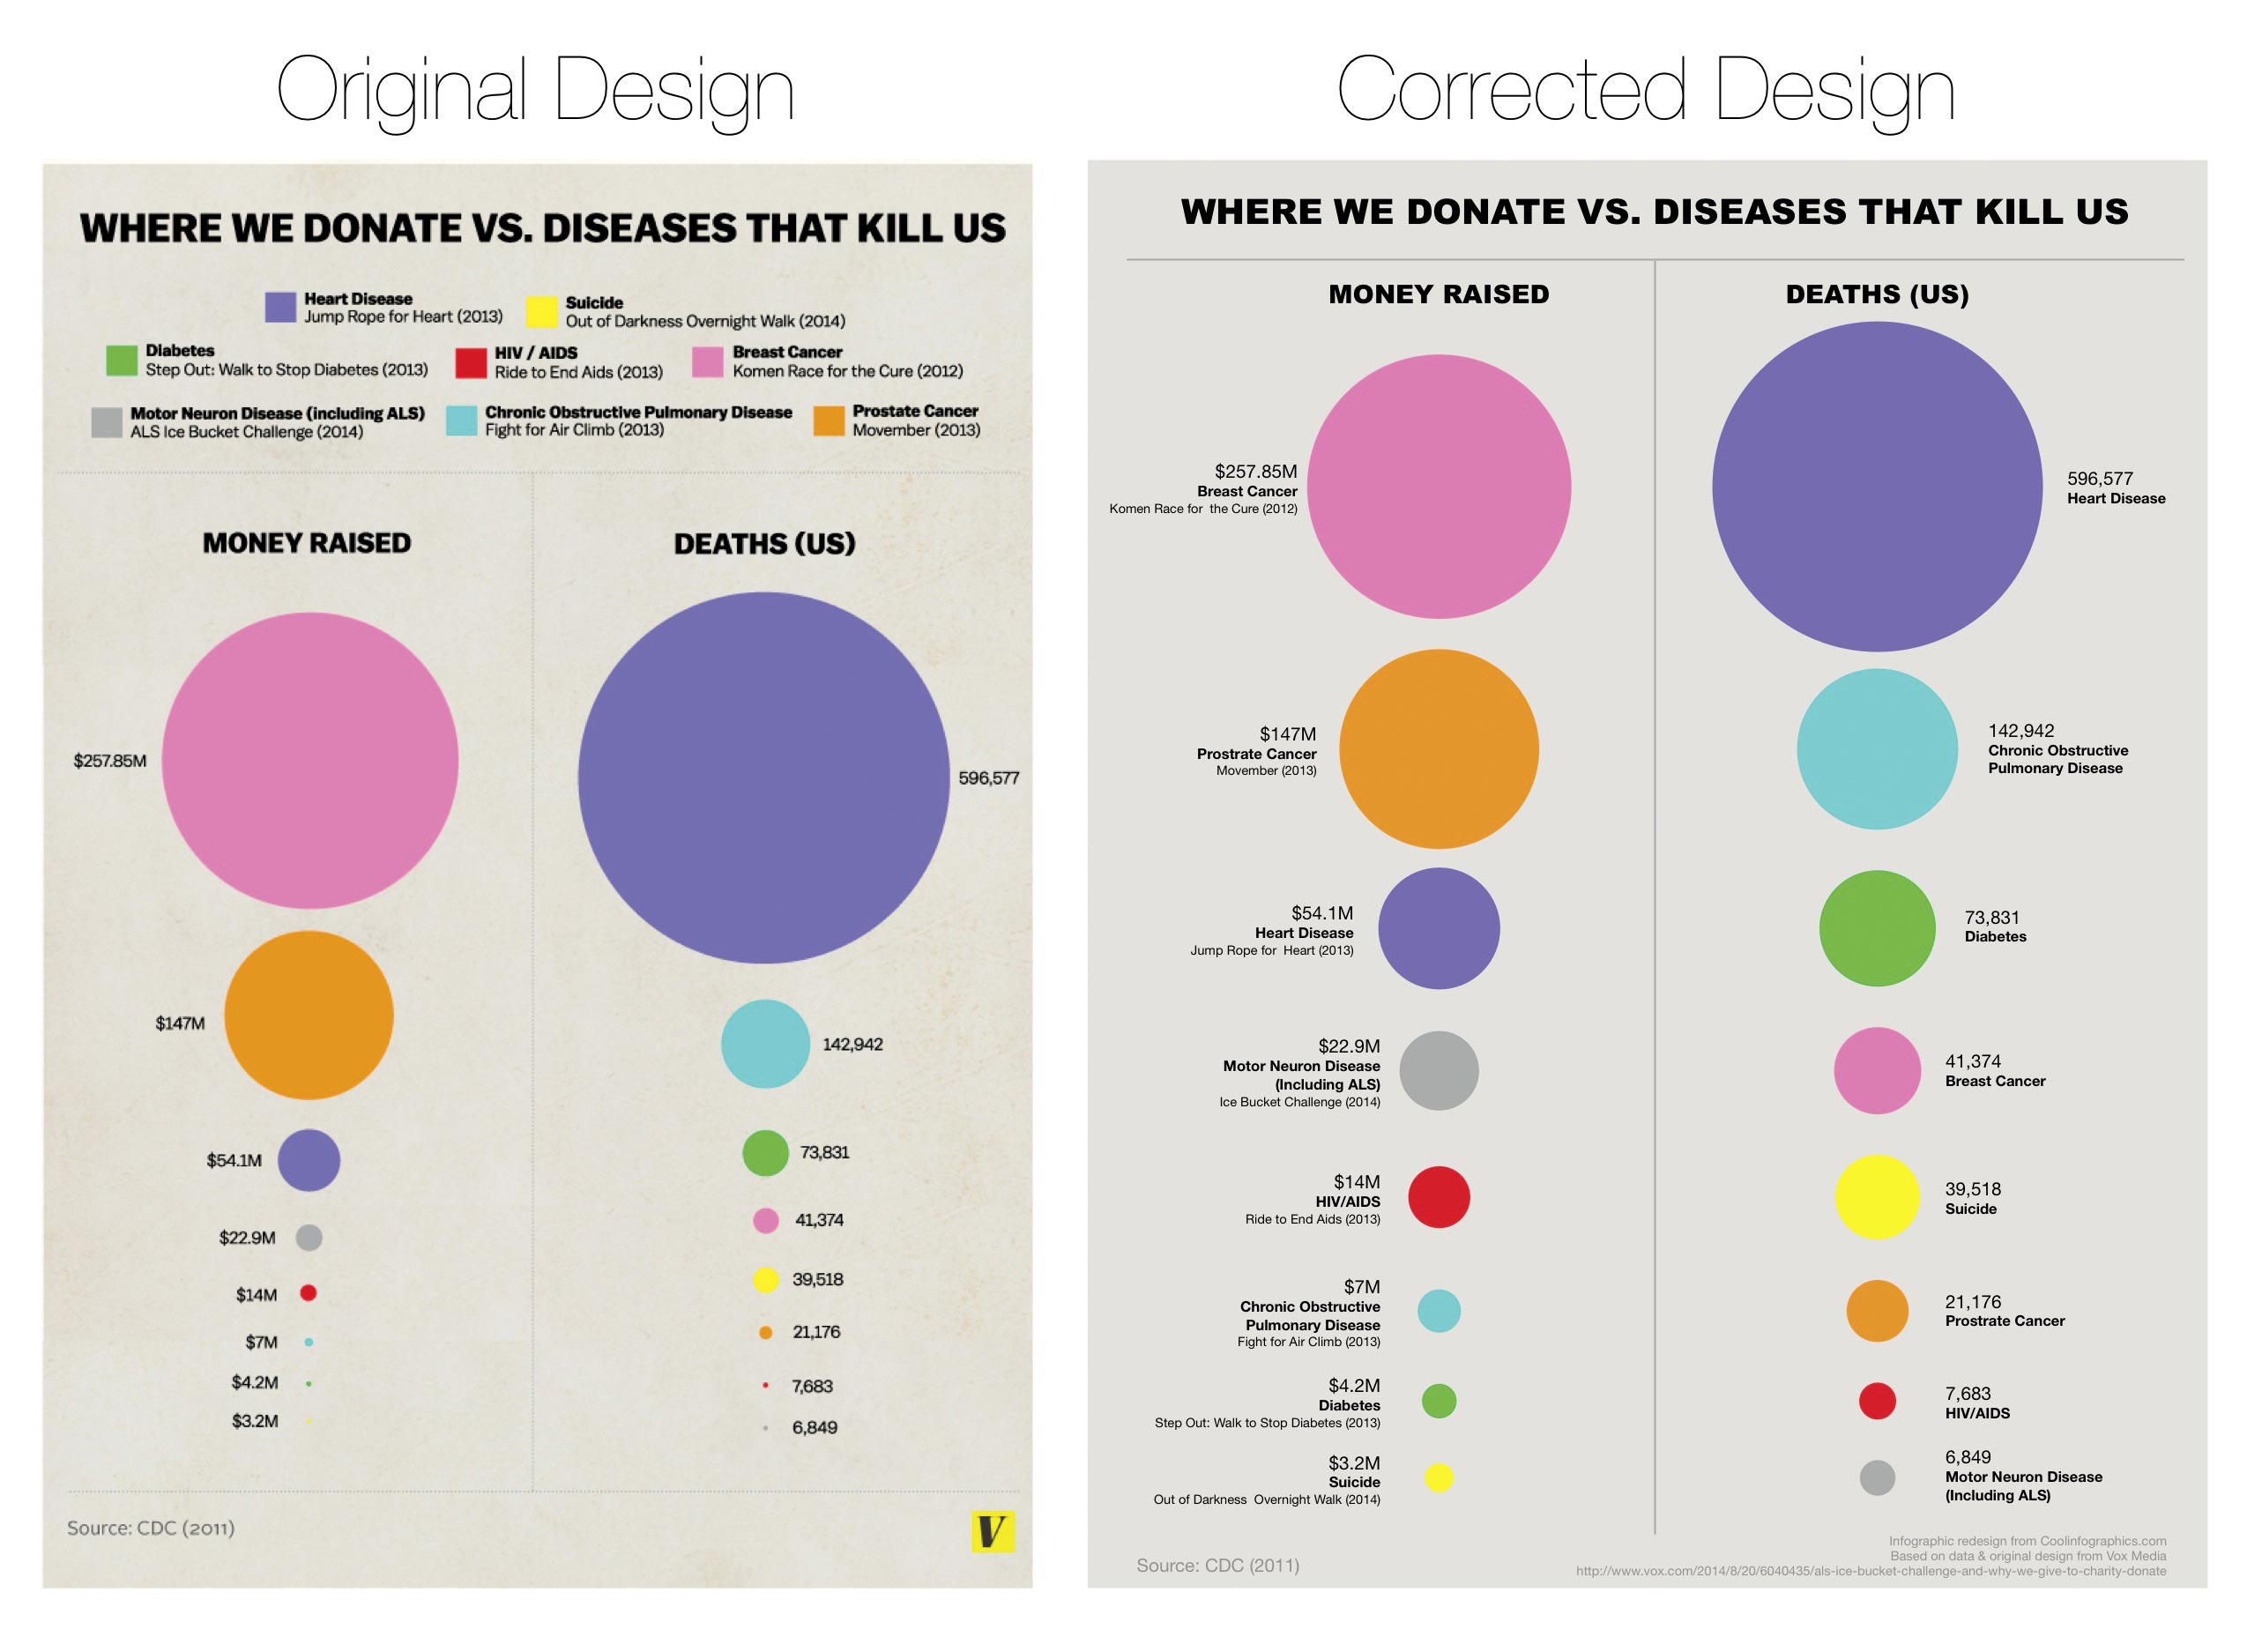 Original Design
WHERE WE DONATE VS. DISEASES THAT KILL US
Heart Disease
Jump Rope for Heart (2013)
Suicide
Out of Darkness Overnight Walk (2014)
Diabetes
Step Out: Walk to Stop Diabetes (2013)
HIV / AIDS
Ride to End Aids (2013)
Breast Cancer
Komen Race for the Cure (2012)
Motor Neuron Disease (including ALS)
ALS Ice Bucket Challenge (2014)
Chronic Obstructive Pulmonary Disease
Fight for Air Climb (2013)
Prostate Cancer
Movember (2013)
MONEY RAISED
$257.85M
$147M
$54.1M
$22.9M
$14M
$7M
$4.2M
$3.2M
DEATHS (US)
596,577
142,942
73,831
41,374
39,518
21,176
7,683
6,849
Source: CDC (2011)
V
Corrected Design
WHERE WE DONATE VS. DISEASES THAT KILL US
MONEY RAISED
$257.85M
Breast Cancer
Komen Race for the Cure (2012)
$147M
Prostrate Cancer
Movember (2013)
$54.1M
Heart Disease
Jump Rope for Heart (2013)
$22.9M
Motor Neuron Disease
(Including ALS)
Ice Bucket Challenge (2014)
$14M
HIV/AIDS
Ride to End Aids (2013)
$7M
Chronic Obstructive
Pulmonary Disease
Fight for Air Climb (2013)
$4.2M
Diabetes
Step Out: Walk to Stop Diabetes (2013)
$3.2M
Suicide
Out of Darkness Overnight Walk (2014)
DEATHS (US)
596,577
Heart Disease
142,942
Chronic Obstructive
Pulmonary Disease
73,831
Diabetes
41,374
Breast Cancer
39,518
Suicide
21,176
Prostrate Cancer
7,683
HIV/AIDS
6,849
Motor Neuron Disease
(Including ALS)
Source: CDC (2011)
Infographic redesign from Coolinfographics.com
Based on data & original design from Vox Media
http://www.vox.com/2014/8/20/6040435/als-ice-bucket-challenge-and-why-we-give-to-charity-donate